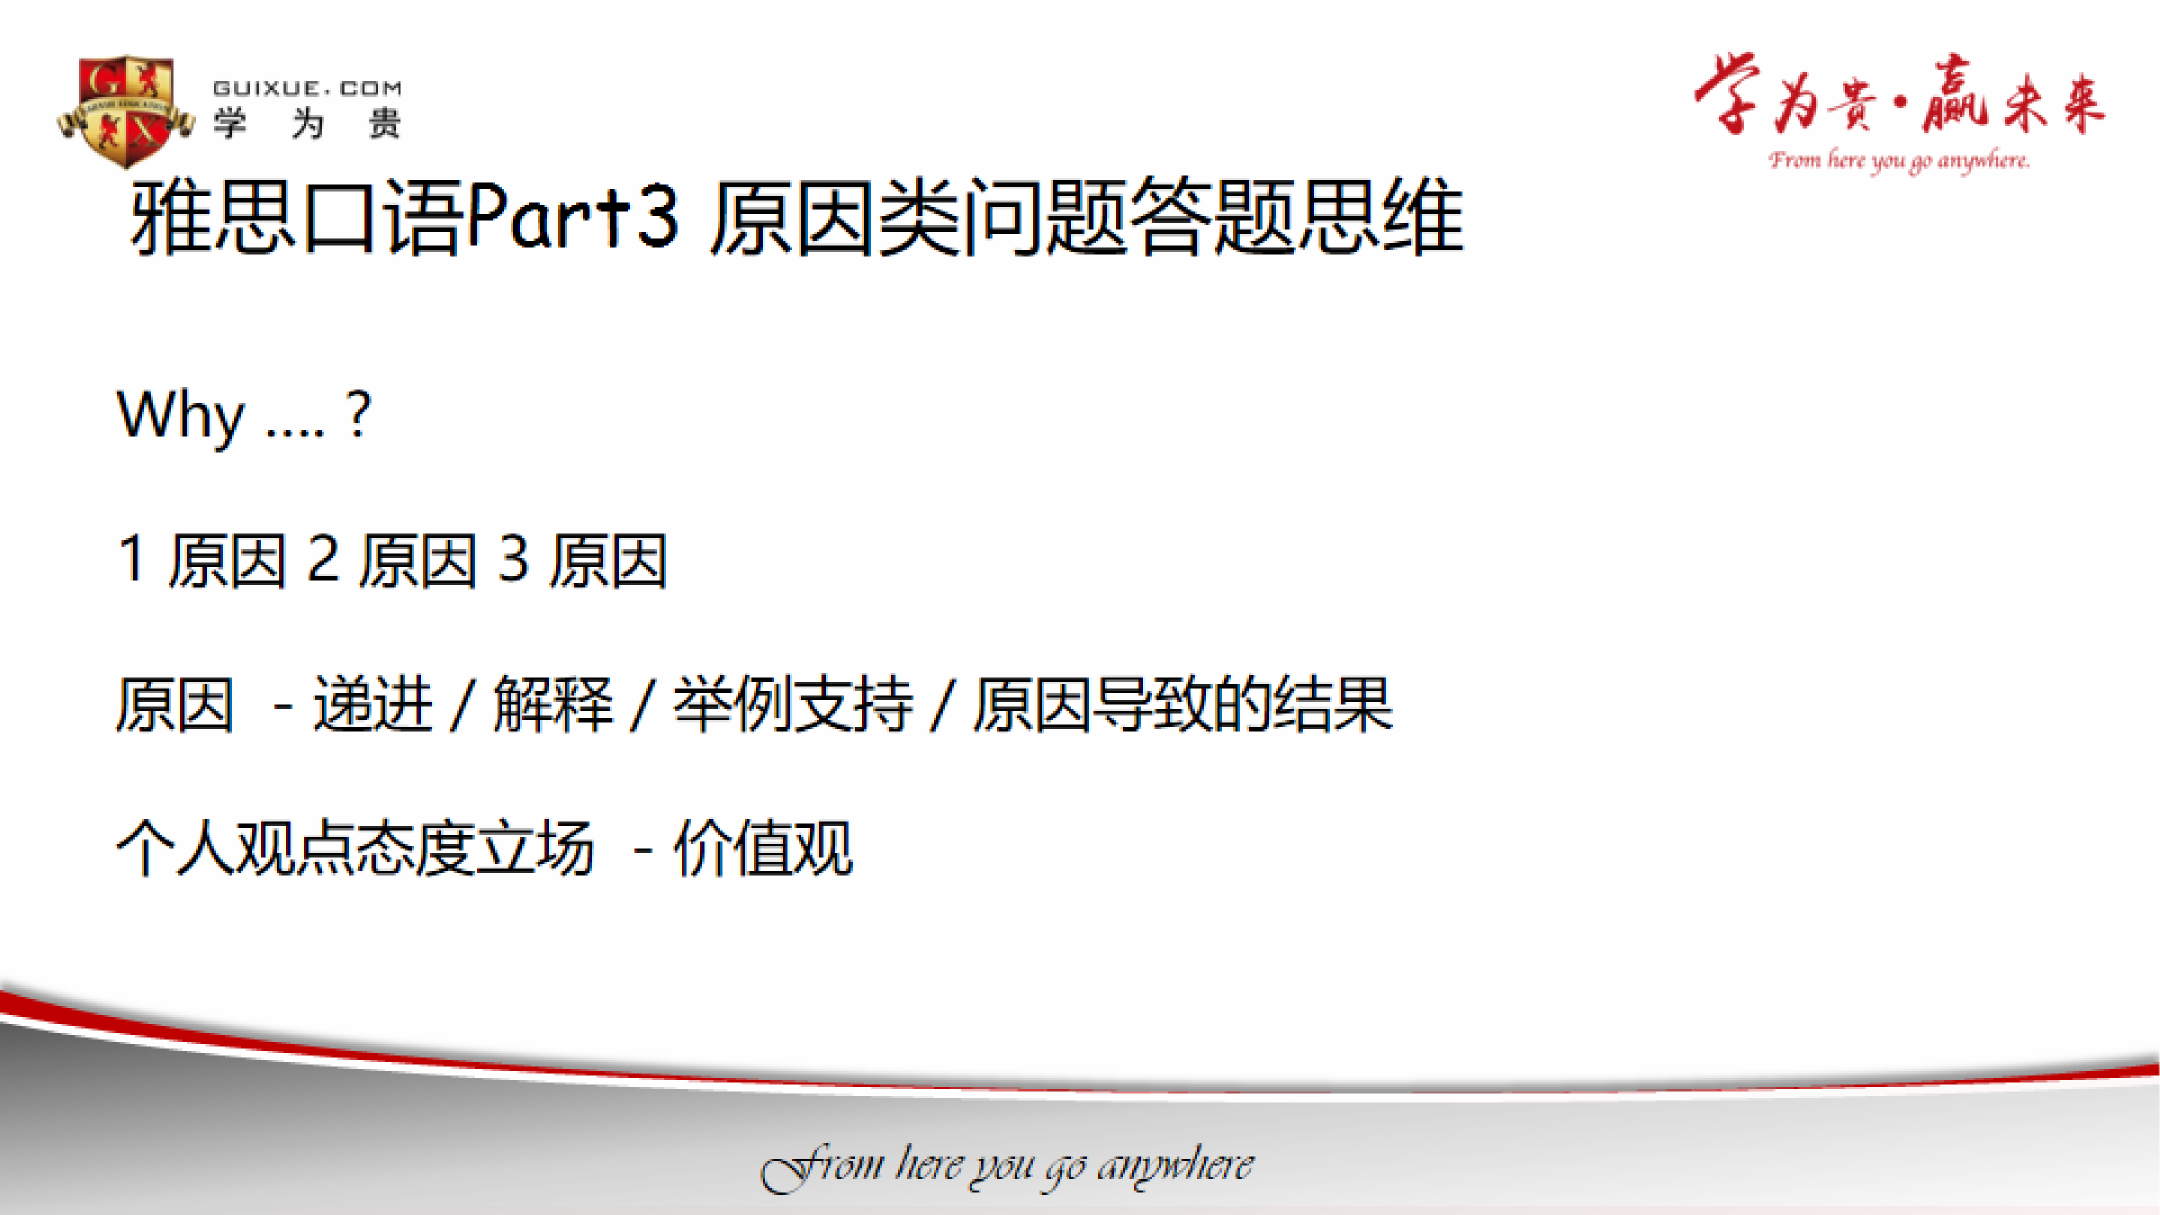 GUIXUE.COM
学为贵
学为贵·赢未来
From here you go anywhere.
雅思口语Part3 原因类问题答题思维
Why .... ?
1 原因 2 原因 3 原因
原因 - 递进 / 解释 / 举例支持 / 原因导致的结果
个人观点态度立场 - 价值观
From here you go anywhere